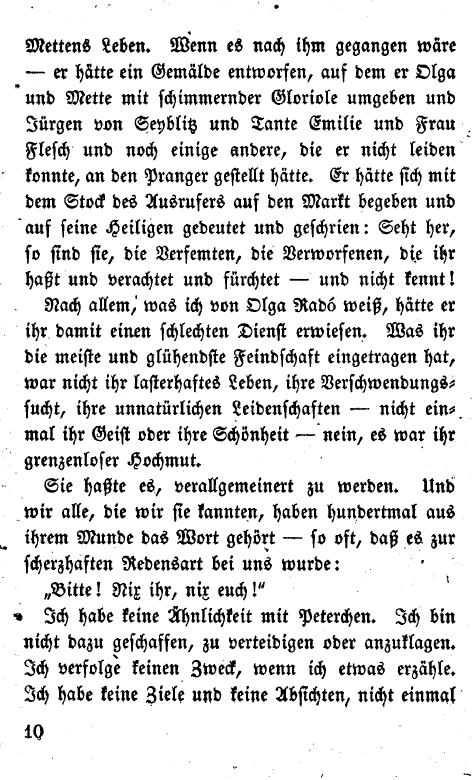 Mettens Leben. Wenn es nach ihm gegangen wäre
— er hätte ein Gemälde entworfen, auf dem er Olga
und Mette mit schimmernder Gloriole umgeben und
Jürgen von Seyblitz und Tante Emilie und Frau
Flesch und noch einige andere, die er nicht leiden
konnte, an den Pranger gestellt hätte. Er hätte sich mit
dem Stock des Ausrufers auf den Markt begeben und
auf seine Heiligen gedeutet und geschrien: Seht her,
so sind sie, die Verfemten, die Verworfenen, die ihr
haßt und verachtet und fürchtet — und nicht kennt!
Nach allem, was ich von Olga Radó weiß, hätte er
ihr damit einen schlechten Dienst erwiesen. Was ihr
die meiste und glühendste Feindschaft eingetragen hat,
war nicht ihr lasterhaftes Leben, ihre Verschwendungs-
sucht, ihre unnatürlichen Leidenschaften — nicht ein-
mal ihr Geist oder ihre Schönheit — nein, es war ihr
grenzenloser Hochmut.
Sie haßte es, verallgemeinert zu werden. Und
wir alle, die wir sie kannten, haben hundertmal aus
ihrem Munde das Wort gehört — so oft, daß es zur
scherzhaften Redensart bei uns wurde:
„Bitte! Nix ihr, nix euch!“
Ich habe keine Ähnlichkeit mit Peterchen. Ich bin
nicht dazu geschaffen, zu verteidigen oder anzuklagen.
Ich verfolge keinen Zweck, wenn ich etwas erzähle.
Ich habe keine Ziele und keine Absichten, nicht einmal
10